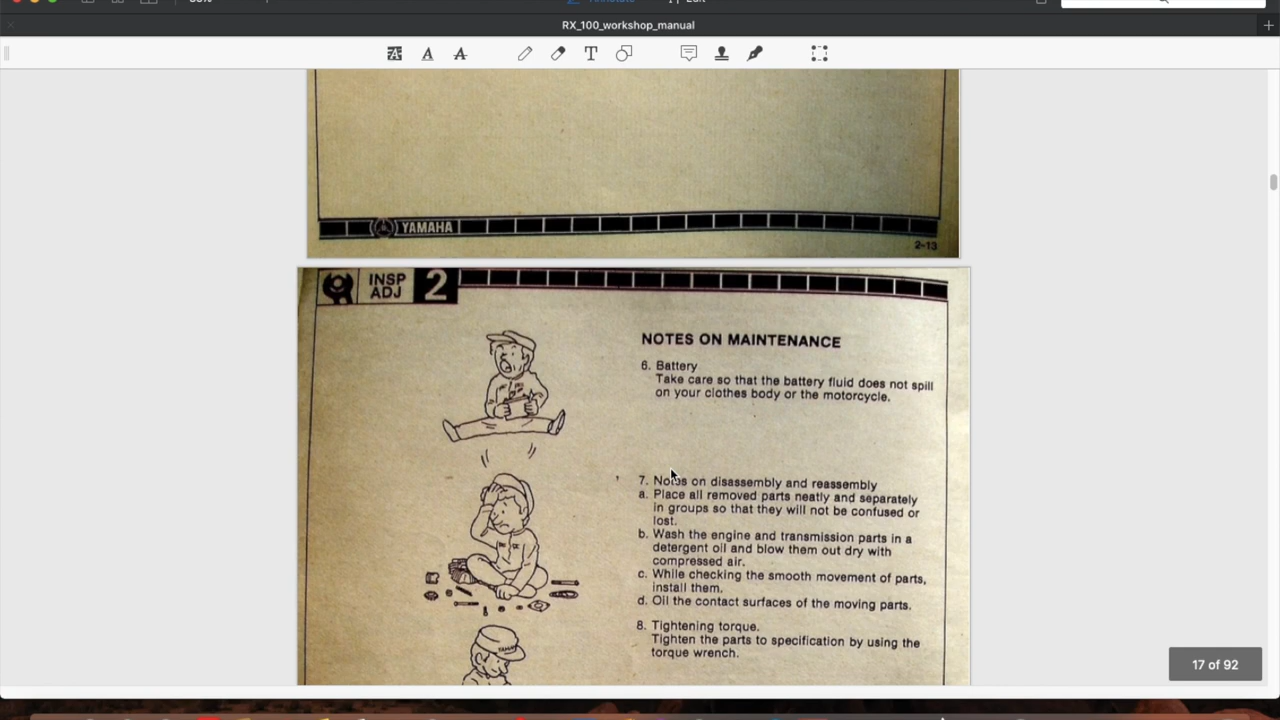 RX_100_workshop_manual
YAMAHA
2-13
INSP
ADJ
2
NOTES ON MAINTENANCE
6. Battery
Take care so that the battery fluid does not spill
on your clothes body or the motorcycle.
7. Notes on disassembly and reassembly
a. Place all removed parts neatly and separately
in groups so that they will not be confused or
lost.
b. Wash the engine and transmission parts in a
detergent oil and blow them out dry with
compressed air.
c. While checking the smooth movement of parts,
install them.
d. Oil the contact surfaces of the moving parts.
8. Tightening torque.
Tighten the parts to specification by using the
torque wrench.
17 of 92